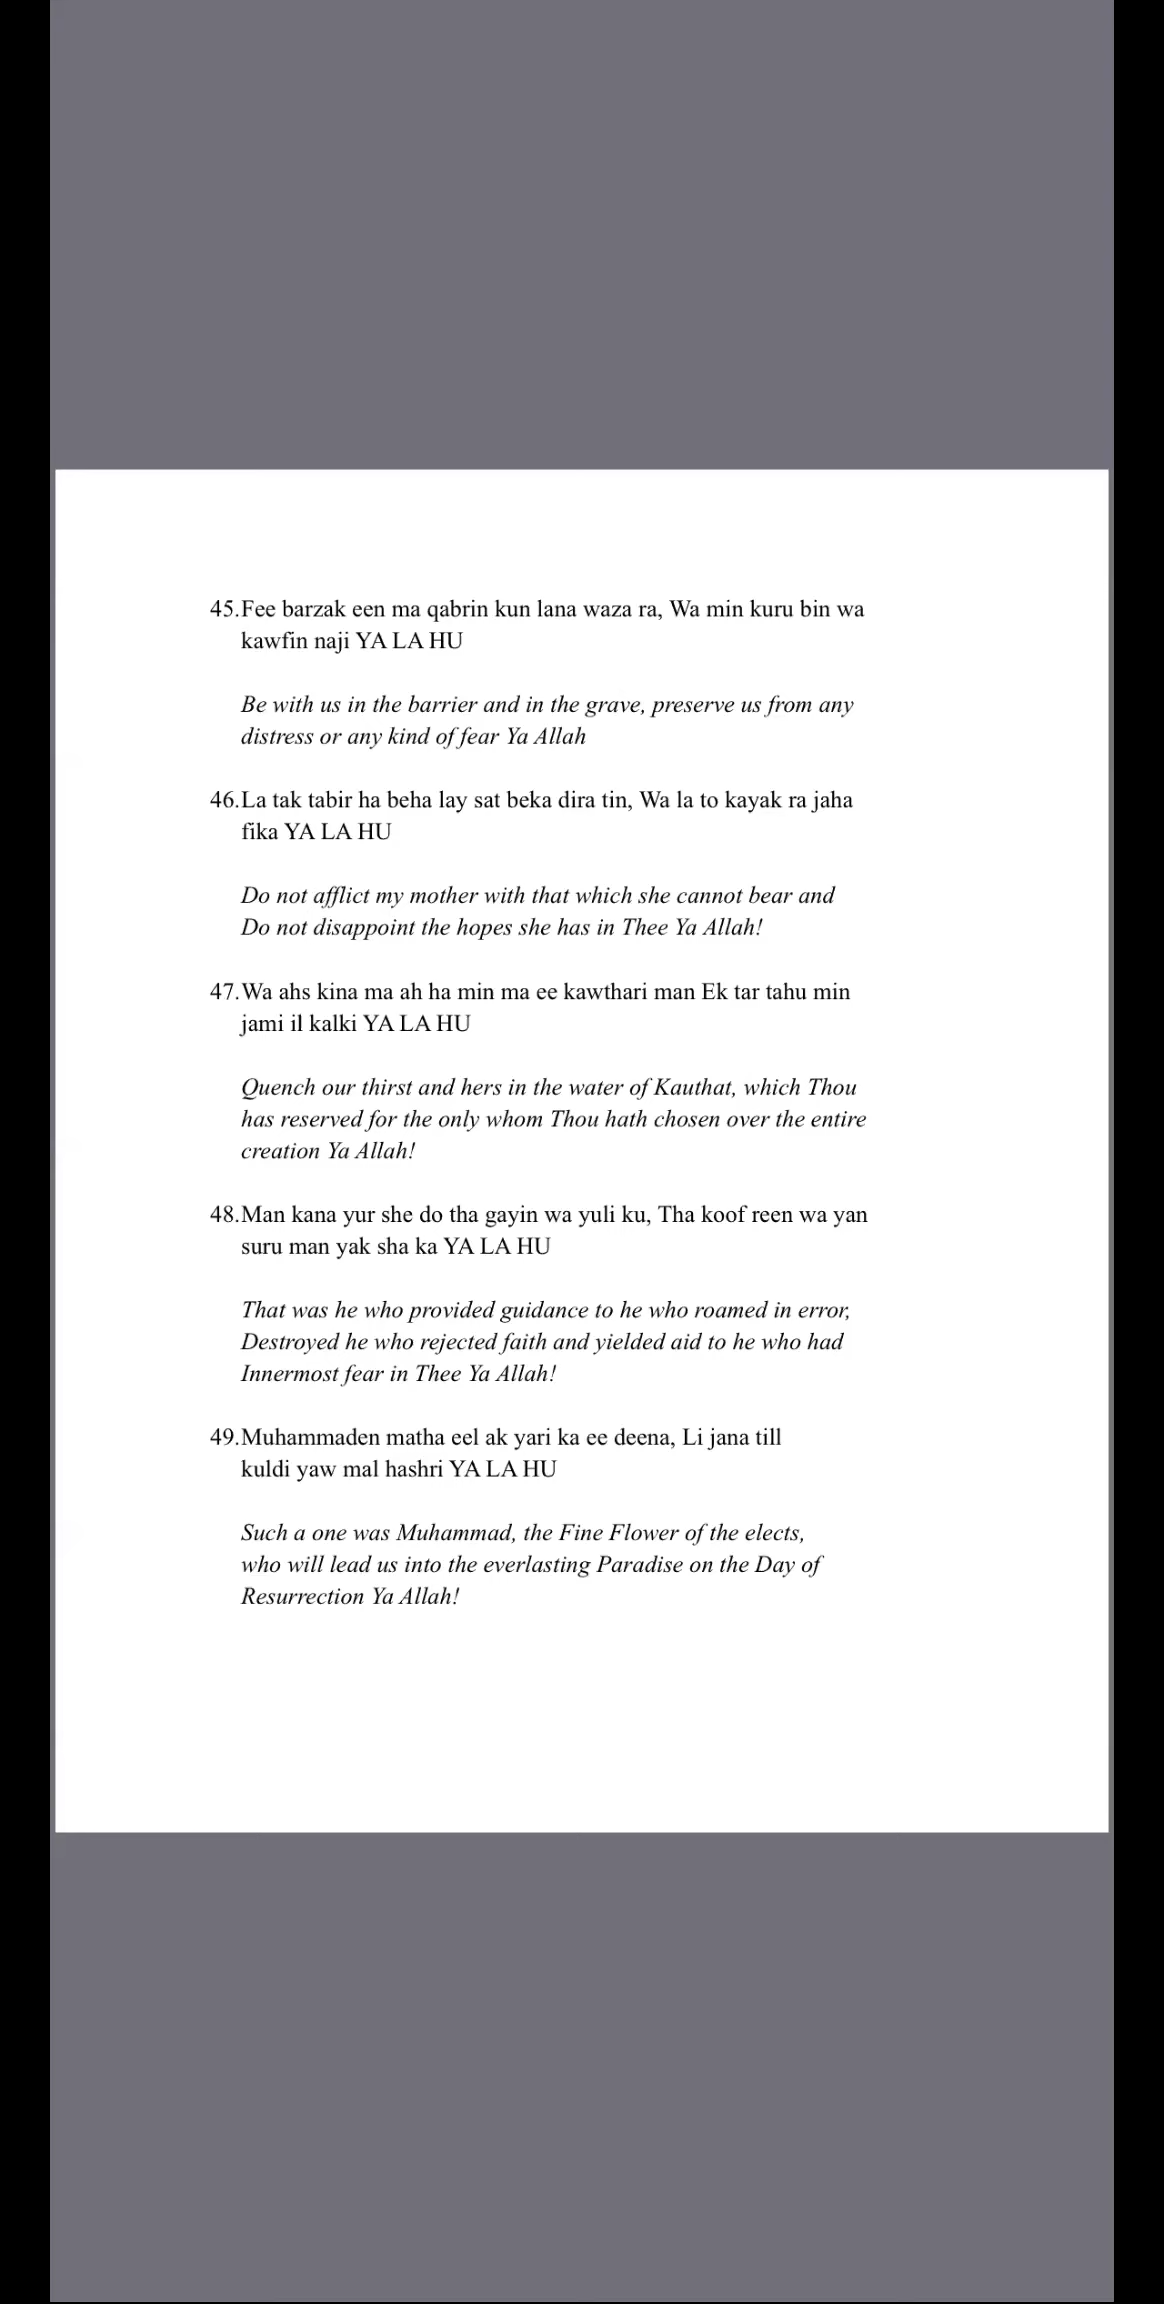 45.Fee barzak een ma qabrin kun lana waza ra, Wa min kuru bin wa
kawfin naji YA LA HU
Be with us in the barrier and in the grave, preserve us from any
distress or any kind of fear Ya Allah
46.La tak tabir ha beha lay sat beka dira tin, Wa la to kayak ra jaha
fika YA LA HU
Do not afflict my mother with that which she cannot bear and
Do not disappoint the hopes she has in Thee Ya Allah!
47.Wa ahs kina ma ah ha min ma ee kawthari man Ek tar tahu min
jami il kalki YA LA HU
Quench our thirst and hers in the water of Kauthat, which Thou
has reserved for the only whom Thou hath chosen over the entire
creation Ya Allah!
48.Man kana yur she do tha gayin wa yuli ku, Tha koof reen wa yan
suru man yak sha ka YA LA HU
That was he who provided guidance to he who roamed in error,
Destroyed he who rejected faith and yielded aid to he who had
Innermost fear in Thee Ya Allah!
49.Muhammaden matha eel ak yari ka ee deena, Li jana till
kuldi yaw mal hashri YA LA HU
Such a one was Muhammad, the Fine Flower of the elects,
who will lead us into the everlasting Paradise on the Day of
Resurrection Ya Allah!